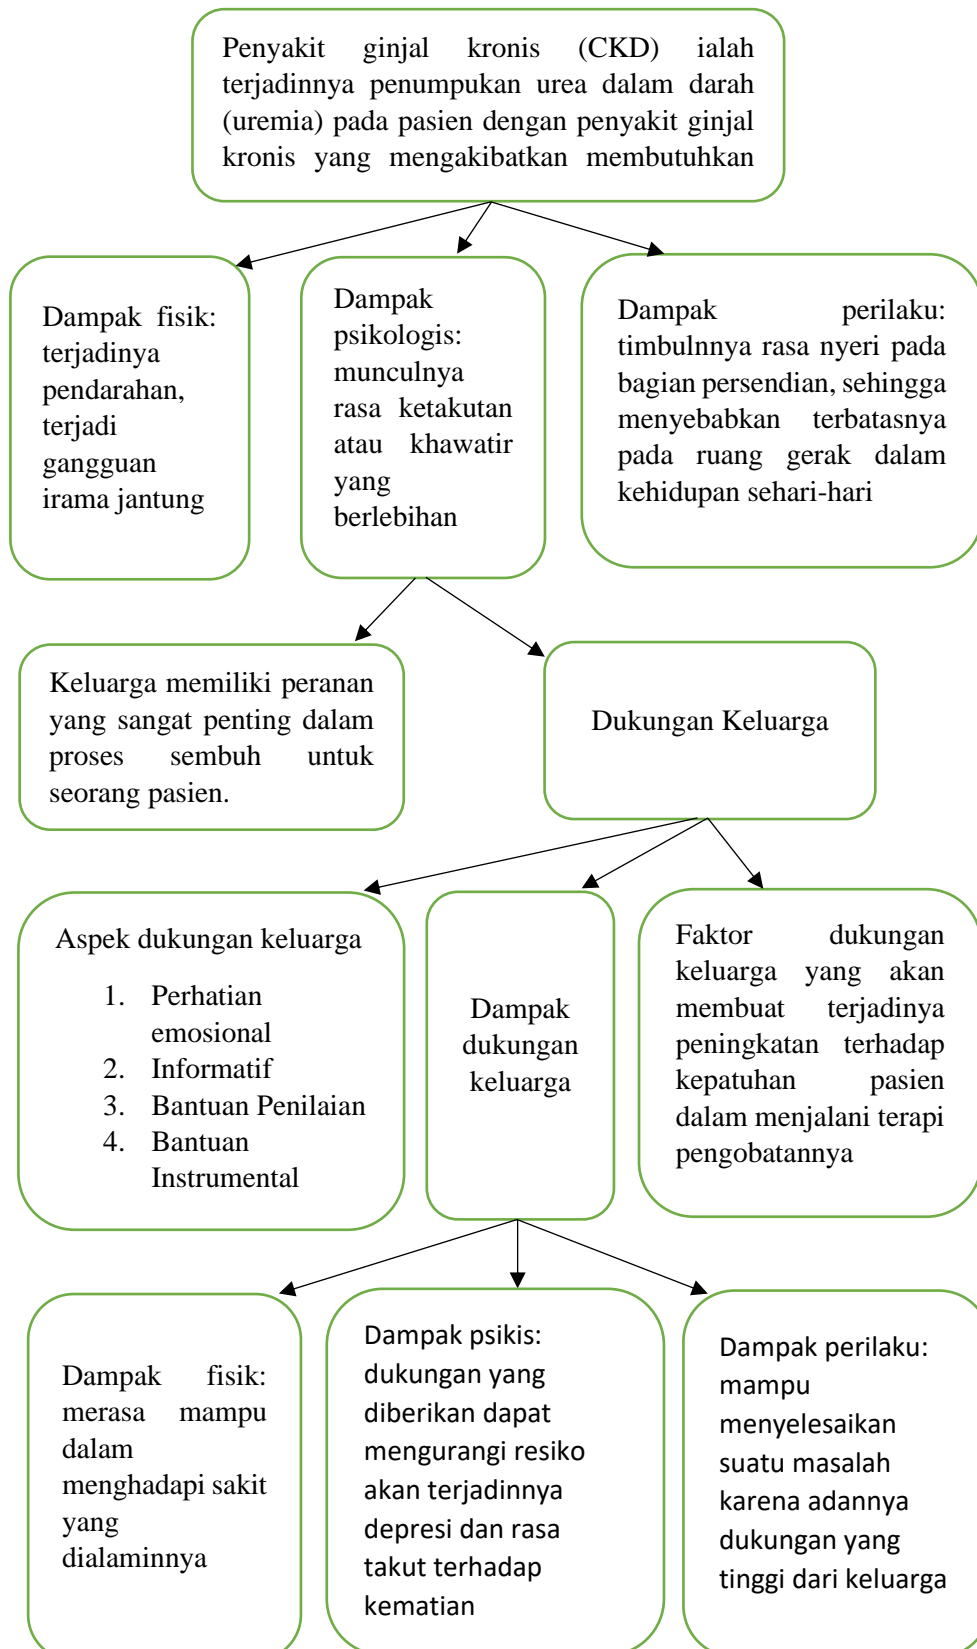 Penyakit ginjal kronis (CKD) ialah
terjadinnya penumpukan urea dalam darah
(uremia) pada pasien dengan penyakit ginjal
kronis yang mengakibatkan membutuhkan
Dampak fisik:
terjadinya
pendarahan,
terjadi
gangguan
irama jantung
Dampak
psikologis:
munculnya
rasa ketakutan
atau khawatir
yang
berlebihan
Dampak perilaku:
timbulnnya rasa nyeri pada
bagian persendian, sehingga
menyebabkan terbatasnya
pada ruang gerak dalam
kehidupan sehari-hari
Keluarga memiliki peranan
yang sangat penting dalam
proses sembuh untuk
seorang pasien.
Dukungan Keluarga
Aspek dukungan keluarga
1. Perhatian
emosional
2. Informatif
3. Bantuan Penilaian
4. Bantuan
Instrumental
Dampak
dukungan
keluarga
Faktor dukungan
keluarga yang akan
membuat terjadinya
peningkatan terhadap
kepatuhan pasien
dalam menjalani terapi
pengobatannya
Dampak fisik:
merasa mampu
dalam
menghadapi sakit
yang
dialaminnya
Dampak psikis:
dukungan yang
diberikan dapat
mengurangi resiko
akan terjadinnya
depresi dan rasa
takut terhadap
kematian
Dampak perilaku:
mampu
menyelesaikan
suatu masalah
karena adannya
dukungan yang
tinggi dari keluarga